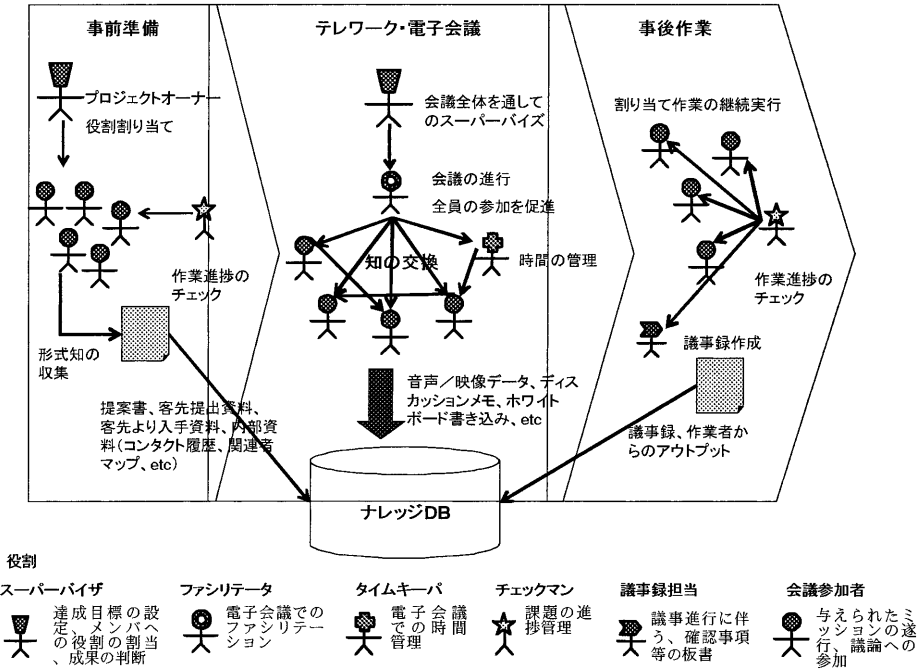 事前準備
テレワーク・電子会議
事後作業
プロジェクトオーナー
役割割り当て
作業進捗の
チェック
形式知の
収集
提案書、客先提出資料、
客先より入手資料、内部資
料(コンタクト履歴、関連者
マップ、etc)
会議全体を通して
のスーパーバイズ
会議の進行
全員の参加を促進
知の交換
時間の管理
音声／映像データ、ディス
カッションメモ、ホワイト
ボード書き込み、etc
割り当て作業の継続実行
作業進捗の
チェック
議事録作成
議事録、作業者か
らのアウトプット
ナレッジDB
役割
スーパーバイザ
達成目標の設
定、メンバへ
の役割の割当
、成果の判断
ファシリテータ
電子会議での
ファシリテー
ション
タイムキーパ
電子会議
での時間
管理
チェックマン
課題の進
捗管理
議事録担当
議事進行に伴
う、確認事項
等の板書
会議参加者
与えられたミ
ッションの遂
行、議論への
参加